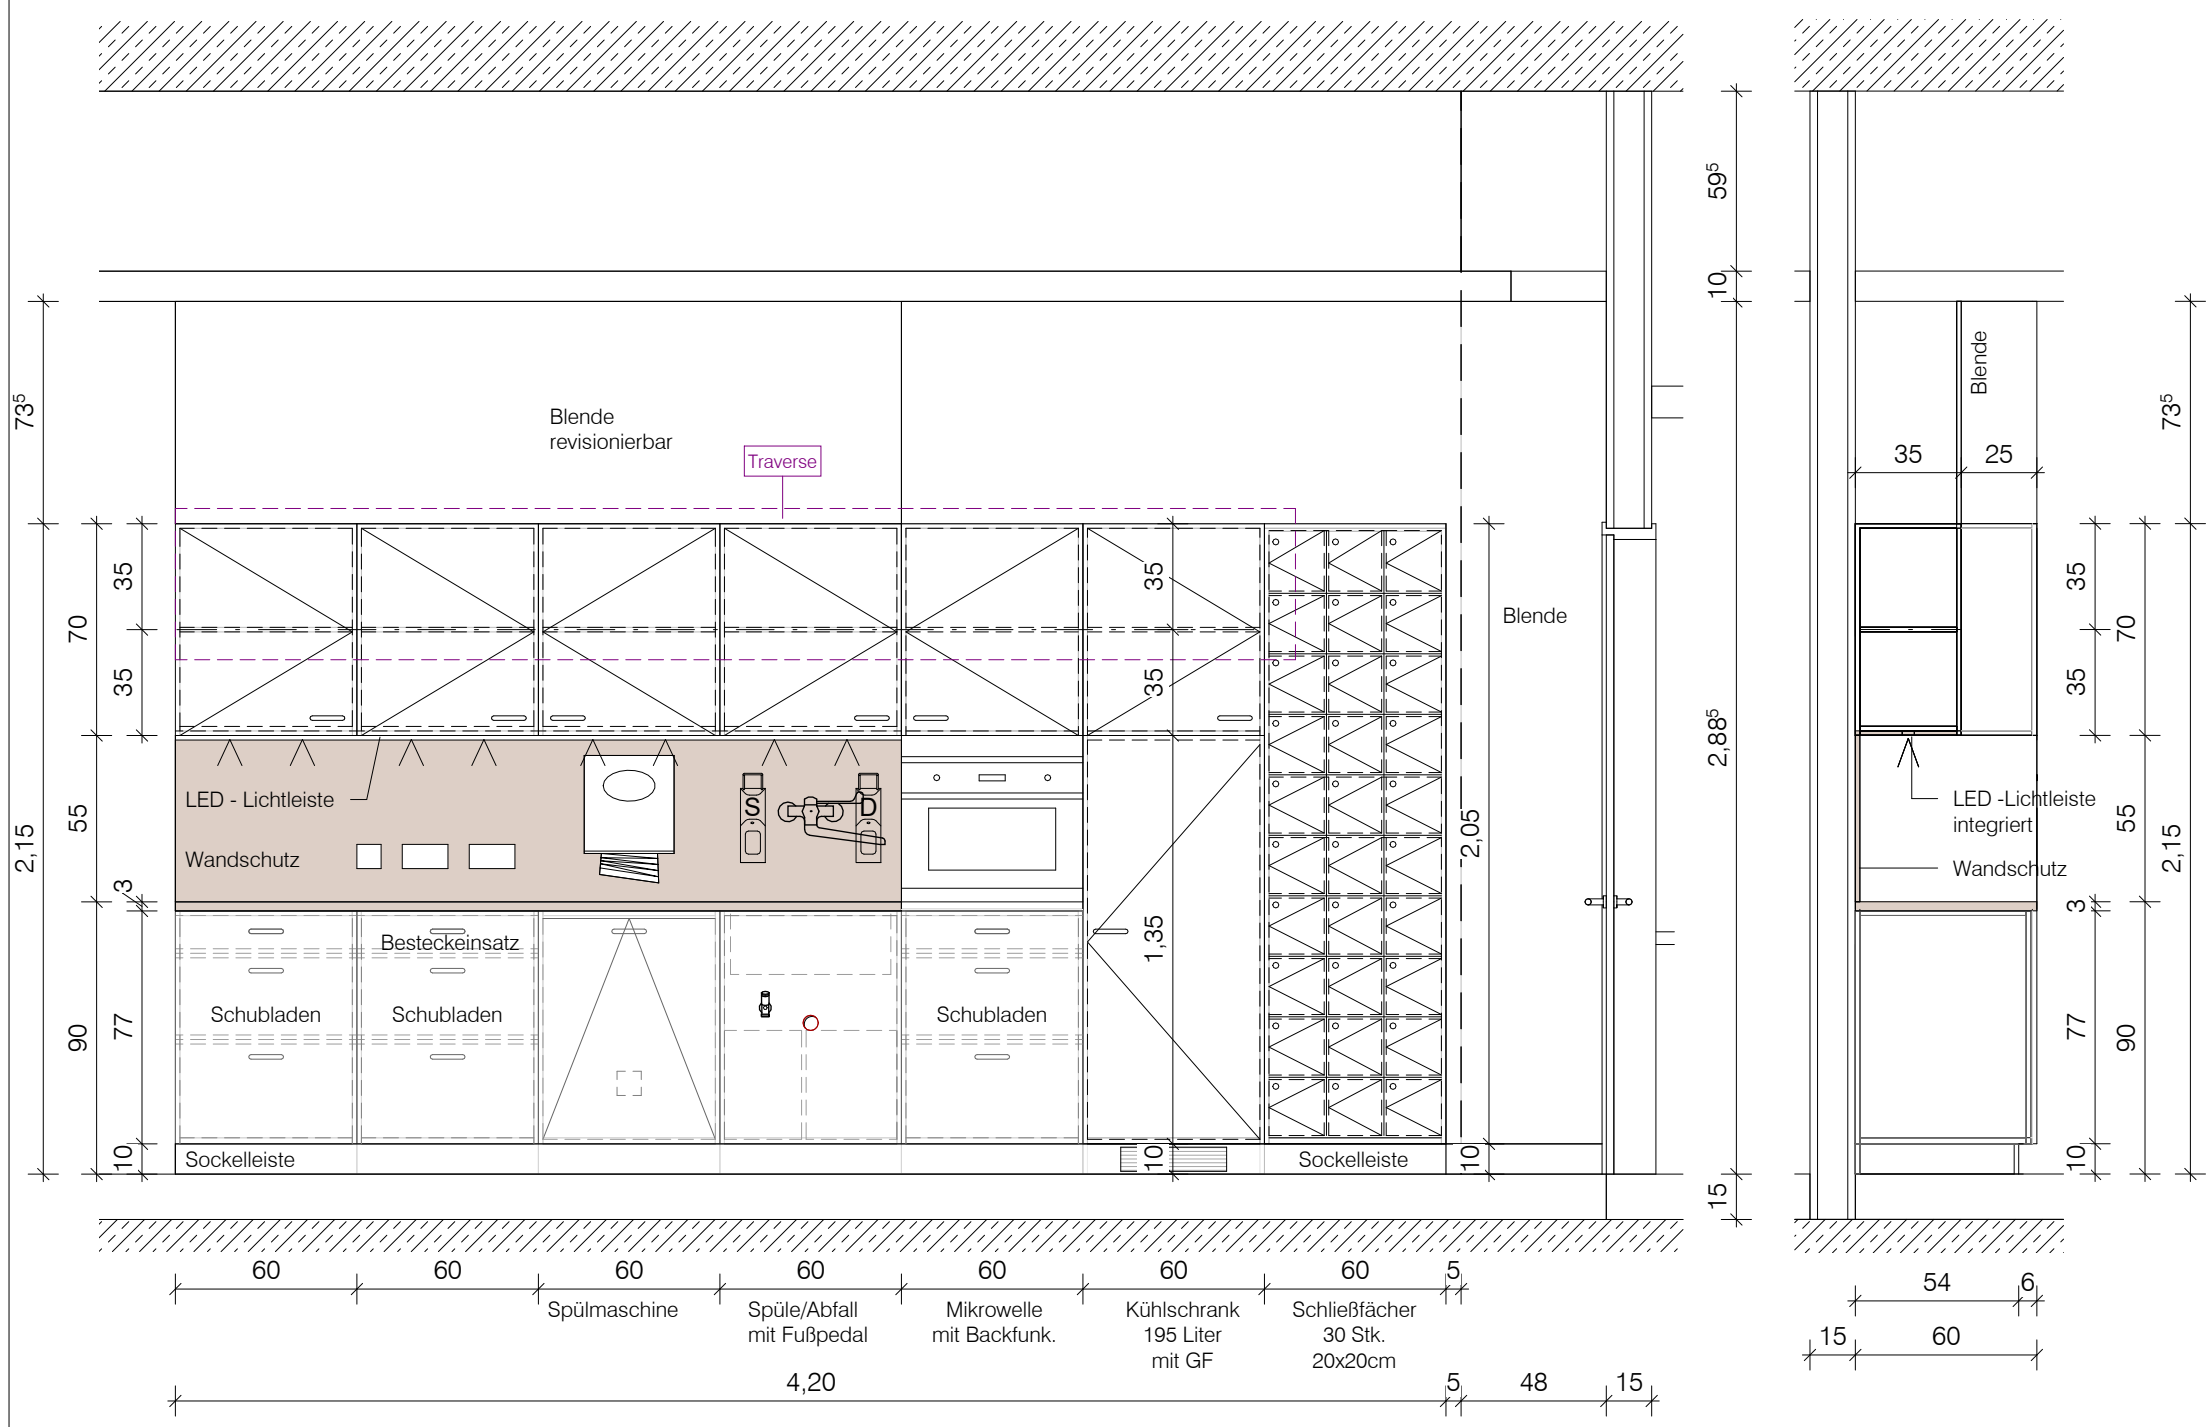 59⁵
10
73⁵
Blende
revisionierbar
Traverse
Blende
73⁵
35
25
35
70
35
35
35
Blende
2,88⁵
35
70
35
LED - Lichtleiste
Wandschutz
S
D
55
2,15
3
2,05
LED -Lichtleiste
integriert
Wandschutz
55
2,15
3
Besteckeinsatz
Schubladen
Schubladen
Schubladen
1,35
77
90
10
77
90
10
Sockelleiste
10
Sockelleiste
10
15
60
60
60
60
60
60
60
5
Spülmaschine
Spüle/Abfall
mit Fußpedal
Mikrowelle
mit Backfunk.
Kühlschrank
195 Liter
mit GF
Schließfächer
30 Stk.
20x20cm
4,20
5
48
15
54
6
15
60